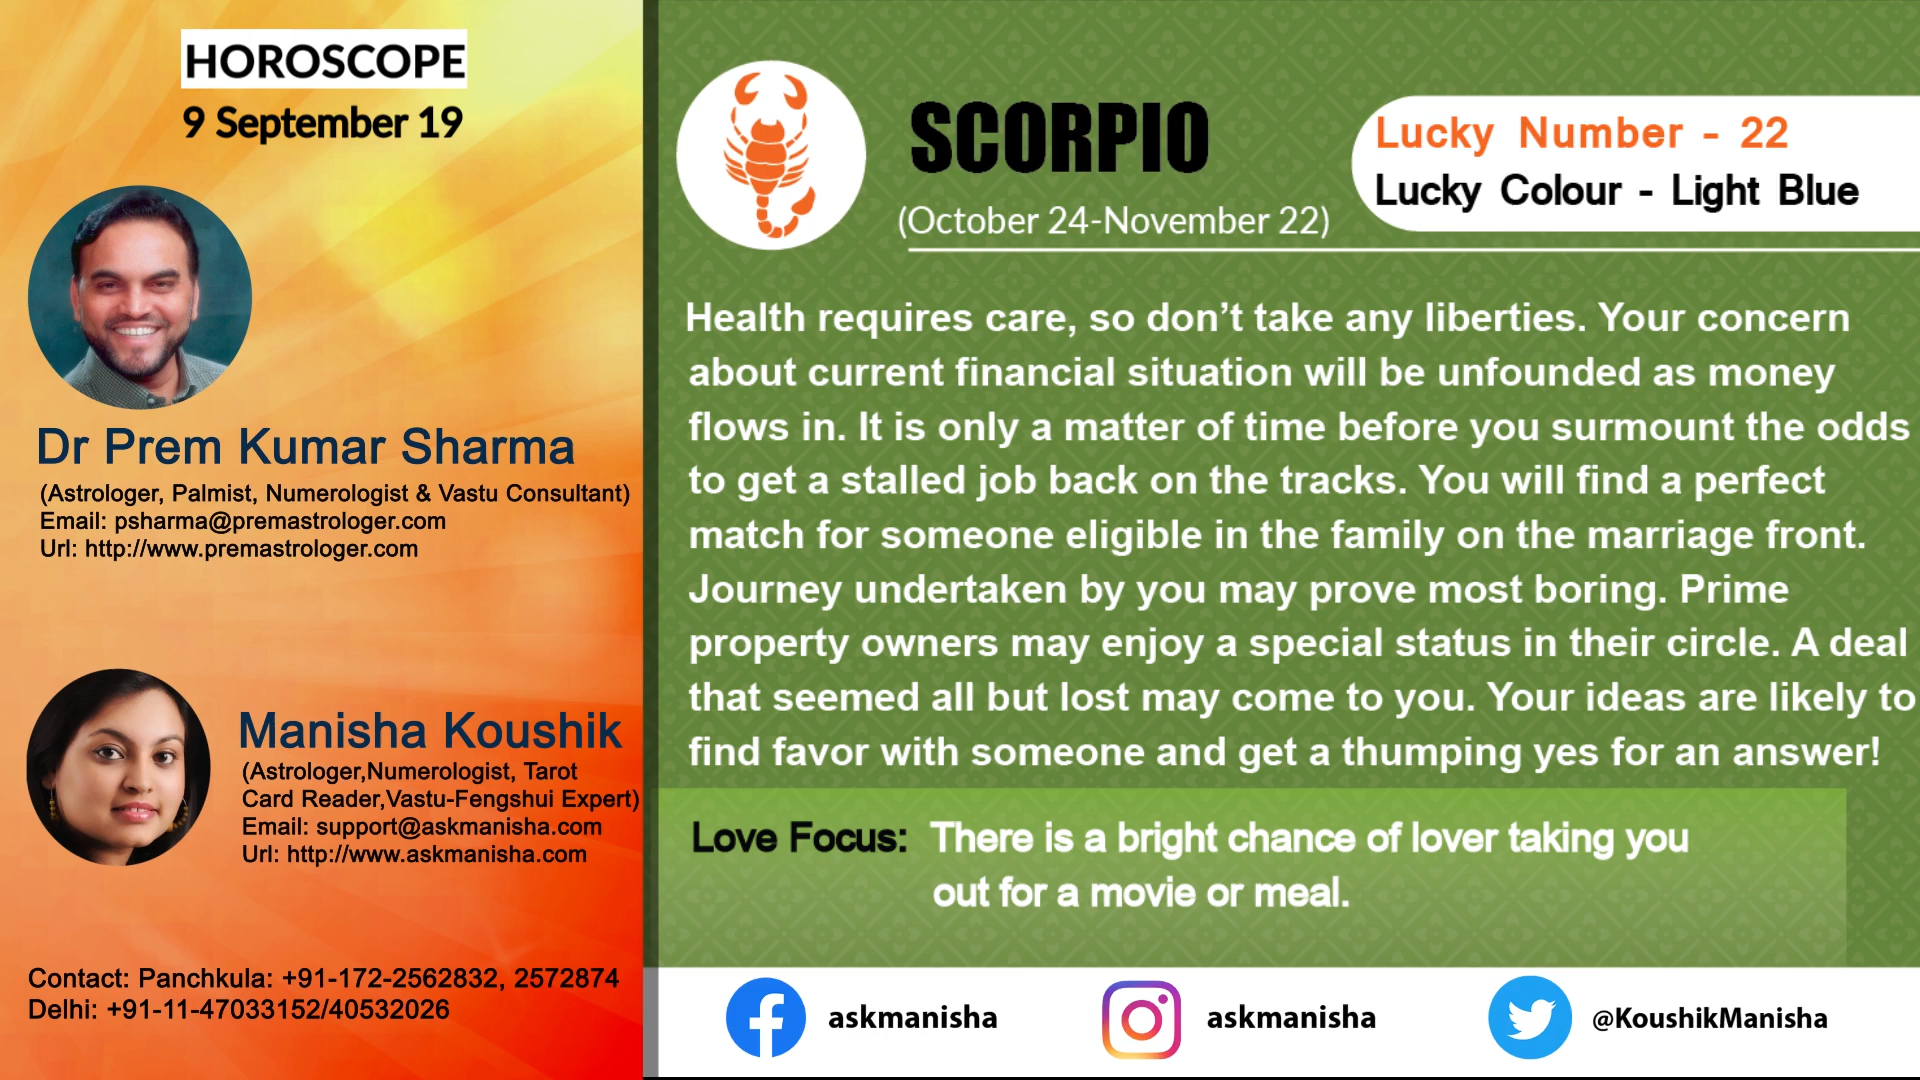 HOROSCOPE
9 September 19
Dr Prem Kumar Sharma
(Astrologer, Palmist, Numerologist & Vastu Consultant)
Email: psharma@premastrologer.com
Url: http://www.premastrologer.com
Manisha Koushik
(Astrologer,Numerologist, Tarot
Card Reader,Vastu-Fengshui Expert)
Email: support@askmanisha.com
Url: http://www.askmanisha.com
Contact: Panchkula: +91-172-2562832, 2572874
Delhi: +91-11-47033152/40532026
SCORPIO
(October 24-November 22)
Lucky Number - 22
Lucky Colour - Light Blue
Health requires care, so don’t take any liberties. Your concern
about current financial situation will be unfounded as money
flows in. It is only a matter of time before you surmount the odds
to get a stalled job back on the tracks. You will find a perfect
match for someone eligible in the family on the marriage front.
Journey undertaken by you may prove most boring. Prime
property owners may enjoy a special status in their circle. A deal
that seemed all but lost may come to you. Your ideas are likely to
find favor with someone and get a thumping yes for an answer!
Love Focus: There is a bright chance of lover taking you
out for a movie or meal.
askmanisha
askmanisha
@KoushikManisha